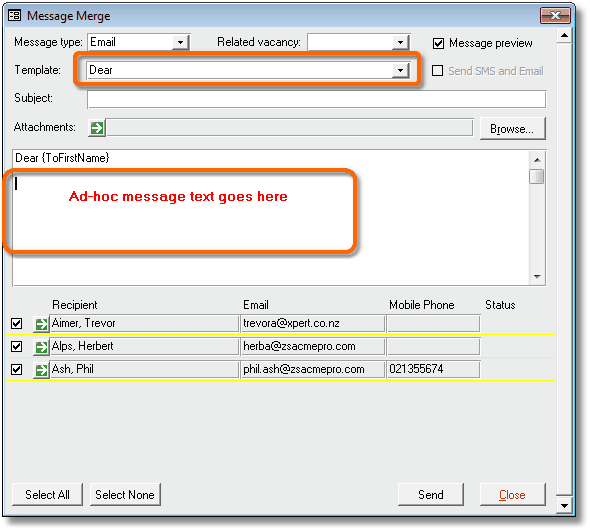 Message Merge
Message type: Email Related vacancy: Message preview
Template: Dear Send SMS and Email
Subject:
Attachments: Browse...
Dear {ToFirstName}
Ad-hoc message text goes here
Recipient Email Mobile Phone Status
Aimer, Trevor trevora@xpert.co.nz
Alps, Herbert herba@zsacmepro.com
Ash, Phil phil.ash@zsacmepro.com 021355674
Select All Select None Send Close